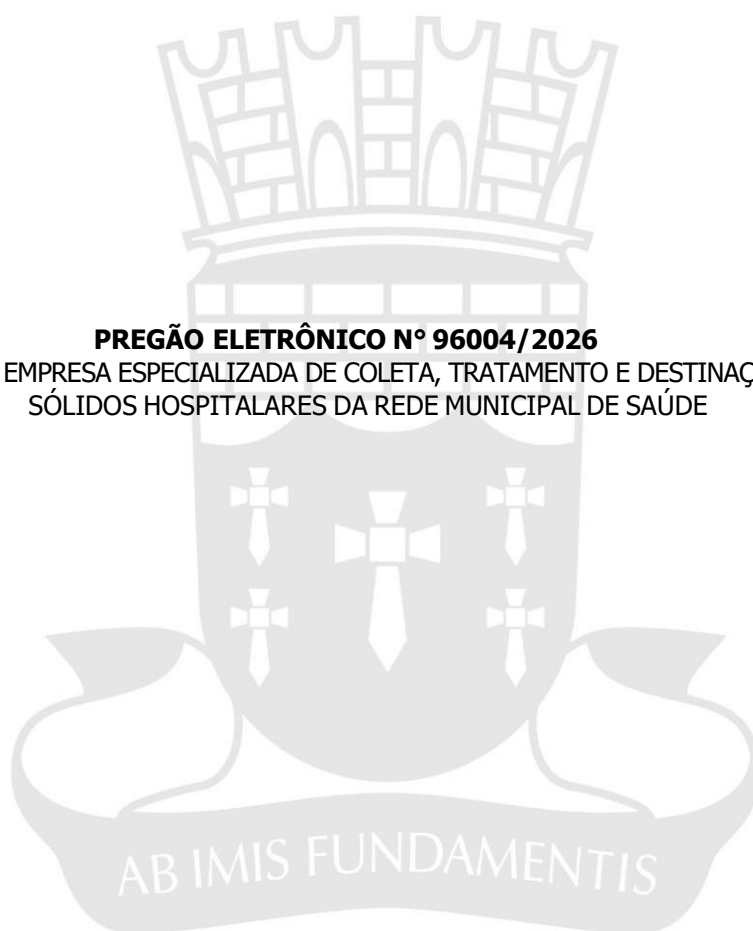 PREGÃO ELETRÔNICO N° 96004/2026
EMPRESA ESPECIALIZADA DE COLETA, TRATAMENTO E
SÓLIDOS HOSPITALARES DA REDE MUNICIPAL DE SAÚDE
AB IMIS FUNDAMENTIS